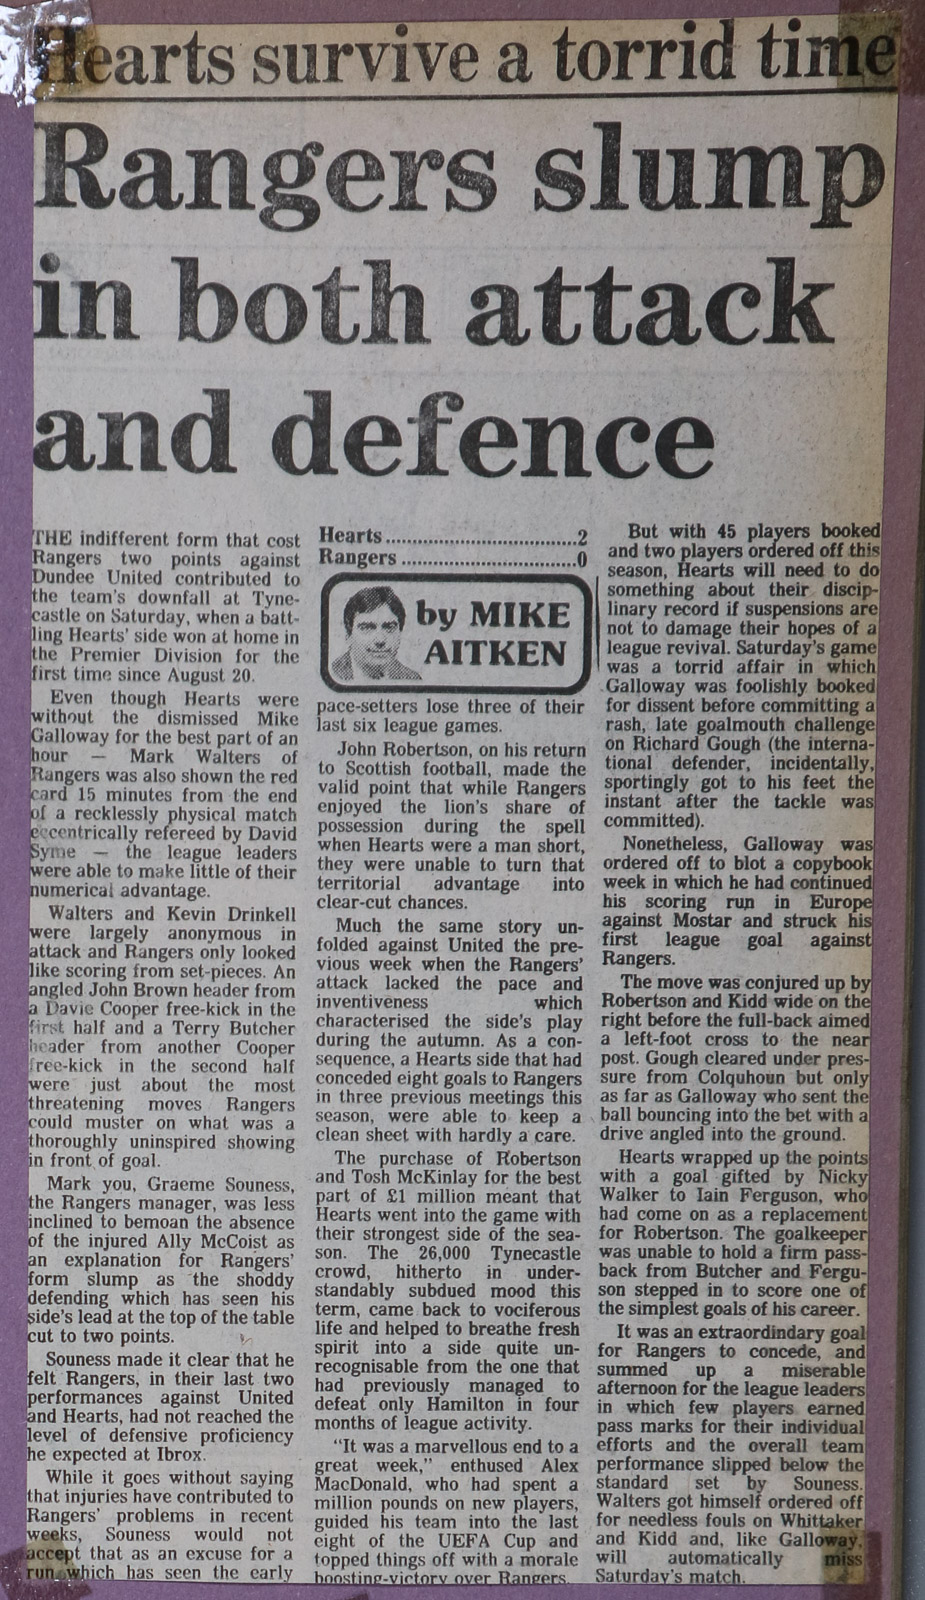 Hearts survive a torrid time
Rangers slump
in both attack
and defence
THE indifferent form that cost
Rangers two points against
Dundee United contributed to
the team's downfall at Tyne-
castle on Saturday, when a batt-
ling Hearts' side won at home in
the Premier Division for the
first time since August 20.
Even though Hearts were
without the dismissed Mike
Galloway for the best part of an
hour — Mark Walters of
Rangers was also shown the red
card 15 minutes from the end
of a recklessly physical match
eccentrically refereed by David
Syme — the league leaders
were able to make little of their
numerical advantage.
Walters and Kevin Drinkell
were largely anonymous in
attack and Rangers only looked
like scoring from set-pieces. An
angled John Brown header from
a Davie Cooper free-kick in the
first half and a Terry Butcher
header from another Cooper
free-kick in the second half
were just about the most
threatening moves Rangers
could muster on what was a
thoroughly uninspired showing
in front of goal.
Mark you, Graeme Souness,
the Rangers manager, was less
inclined to bemoan the absence
of the injured Ally McCoist as
an explanation for Rangers'
form slump as the shoddy
defending which has seen his
side's lead at the top of the table
cut to two points.
Souness made it clear that he
felt Rangers, in their last two
performances against United
and Hearts, had not reached the
level of defensive proficiency
he expected at Ibrox.
While it goes without saying
that injuries have contributed to
Rangers' problems in recent
weeks, Souness would not
accept that as an excuse for a
run which has seen the early
Hearts..............................2
Rangers............................0
by MIKE
AITKEN
pace-setters lose three of their
last six league games.
John Robertson, on his return
to Scottish football, made the
valid point that while Rangers
enjoyed the lion's share of
possession during the spell
when Hearts were a man short,
they were unable to turn that
territorial advantage into
clear-cut chances.
Much the same story un-
folded against United the pre-
vious week when the Rangers'
attack lacked the pace and
inventiveness which
characterised the side's play
during the autumn. As a con-
sequence, a Hearts side that had
conceded eight goals to Rangers
in three previous meetings this
season, were able to keep a
clean sheet with hardly a care.
The purchase of Robertson
and Tosh McKinlay for the best
part of £1 million meant that
Hearts went into the game with
their strongest side of the sea-
son. The 26,000 Tynecastle
crowd, hitherto in under-
standably subdued mood this
term, came back to vociferous
life and helped to breathe fresh
spirit into a side quite un-
recognisable from the one that
had previously managed to
defeat only Hamilton in four
months of league activity.
"It was a marvellous end to a
great week," enthused Alex
MacDonald, who had spent a
million pounds on new players,
guided his team into the last
eight of the UEFA Cup and
topped things off with a morale
boosting-victory over Rangers.
But with 45 players booked
and two players ordered off this
season, Hearts will need to do
something about their discip-
linary record if suspensions are
not to damage their hopes of a
league revival. Saturday's game
was a torrid affair in which
Galloway was foolishly booked
for dissent before committing a
rash, late goalmouth challenge
on Richard Gough (the interna-
tional defender, incidentally,
sportingly got to his feet the
instant after the tackle was
committed).
Nonetheless, Galloway was
ordered off to blot a copybook
week in which he had continued
his scoring run in Europe
against Mostar and struck his
first league goal against
Rangers.
The move was conjured up by
Robertson and Kidd wide on the
right before the full-back aimed
a left-foot cross to the near
post. Gough cleared under pres-
sure from Colquhoun but only
as far as Galloway who sent the
ball bouncing into the bet with a
drive angled into the ground.
Hearts wrapped up the points
with a goal gifted by Nicky
Walker to Iain Ferguson, who
had come on as a replacement
for Robertson. The goalkeeper
was unable to hold a firm pass-
back from Butcher and Fergu-
son stepped in to score one of
the simplest goals of his career.
It was an extraordindary goal
for Rangers to concede, and
summed up a miserable
afternoon for the league leaders
in which few players earned
pass marks for their individual
efforts and the overall team
performance slipped below the
standard set by Souness.
Walters got himself ordered off
for needless fouls on Whittaker
and Kidd and, like Galloway,
will automatically miss
Saturday's match.